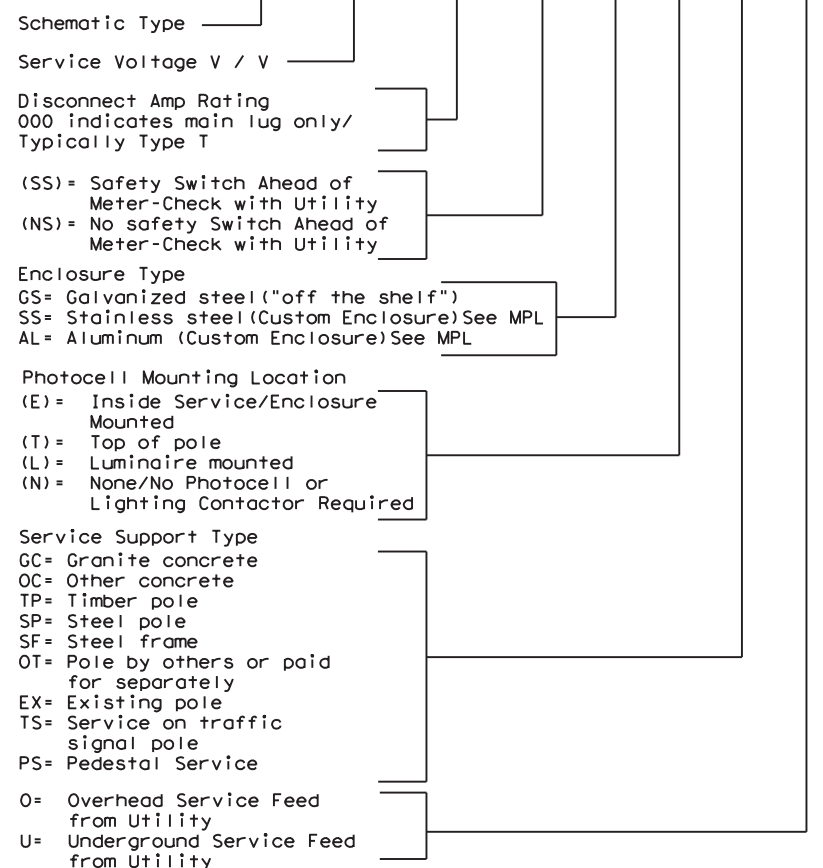 Schematic Type
Service Voltage V / V
Disconnect Amp Rating
000 indicates main lug only/
Typically Type T
(SS)= Safety Switch Ahead of
Meter-Check with Utility
(NS)= No safety Switch Ahead of
Meter-Check with Utility
Enclosure Type
GS= Galvanized steel("off the shelf")
SS= Stainless steel(Custom Enclosure)See MPL
AL= Aluminum (Custom Enclosure)See MPL
Photocell Mounting Location
(E)= Inside Service/Enclosure
Mounted
(T)= Top of pole
(L)= Luminaire mounted
(N)= None/No Photocell or
Lighting Contactor Required
Service Support Type
GC= Granite concrete
OC= Other concrete
TP= Timber pole
SP= Steel pole
SF= Steel frame
OT= Pole by others or paid
for separately
EX= Existing pole
TS= Service on traffic
signal pole
PS= Pedestal Service
O= Overhead Service Feed
from Utility
U= Underground Service Feed
from Utility